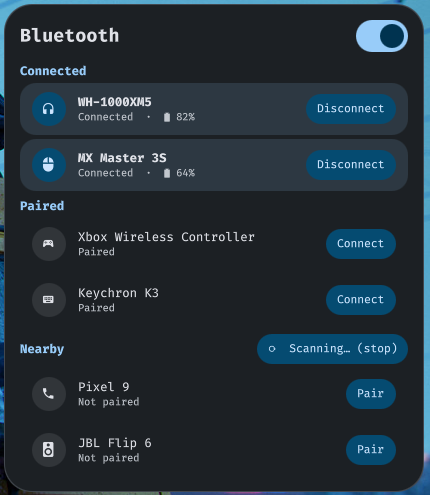 Bluetooth
Connected
WH-1000XM5
Connected · 82%
Disconnect
MX Master 3S
Connected · 64%
Disconnect
Paired
Xbox Wireless Controller
Paired
Connect
Keychron K3
Paired
Connect
Nearby
Scanning… (stop)
Pixel 9
Not paired
Pair
JBL Flip 6
Not paired
Pair